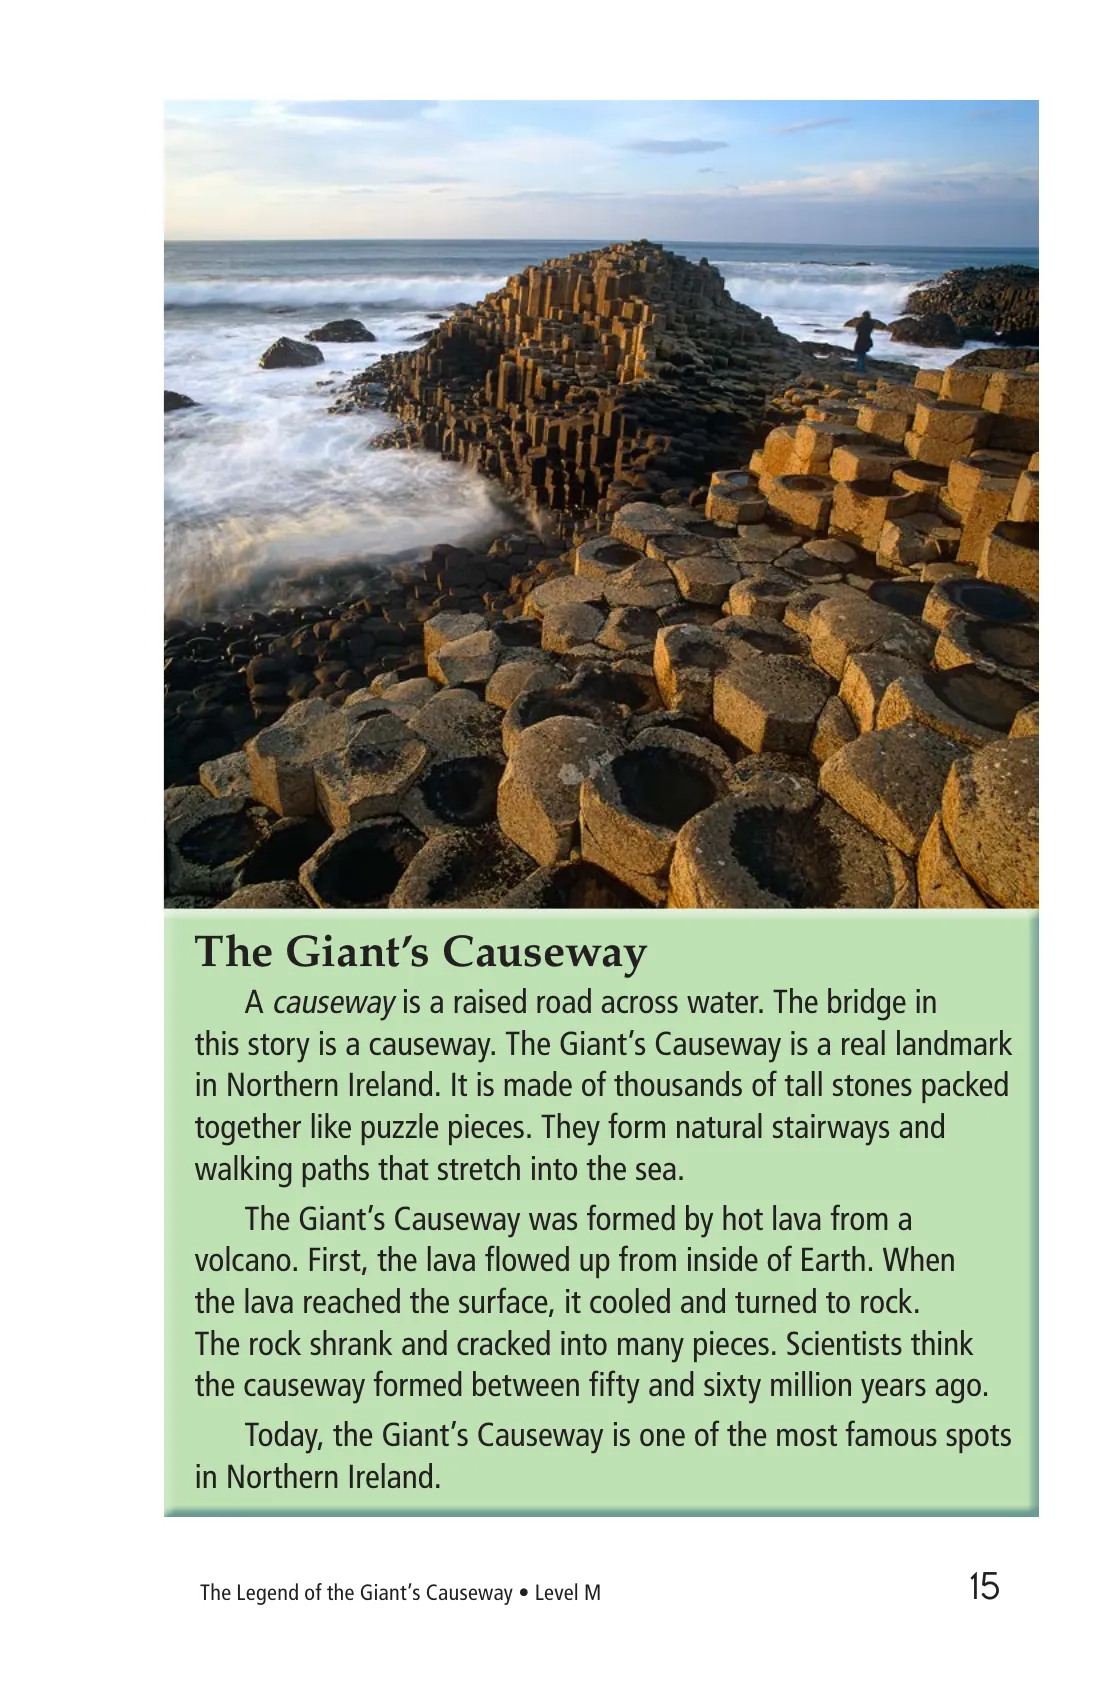 The Giant’s Causeway
A causeway is a raised road across water. The bridge in
this story is a causeway. The Giant’s Causeway is a real landmark
in Northern Ireland. It is made of thousands of tall stones packed
together like puzzle pieces. They form natural stairways and
walking paths that stretch into the sea.
The Giant’s Causeway was formed by hot lava from a
volcano. First, the lava flowed up from inside of Earth. When
the lava reached the surface, it cooled and turned to rock.
The rock shrank and cracked into many pieces. Scientists think
the causeway formed between fifty and sixty million years ago.
Today, the Giant’s Causeway is one of the most famous spots
in Northern Ireland.
The Legend of the Giant’s Causeway • Level M
15